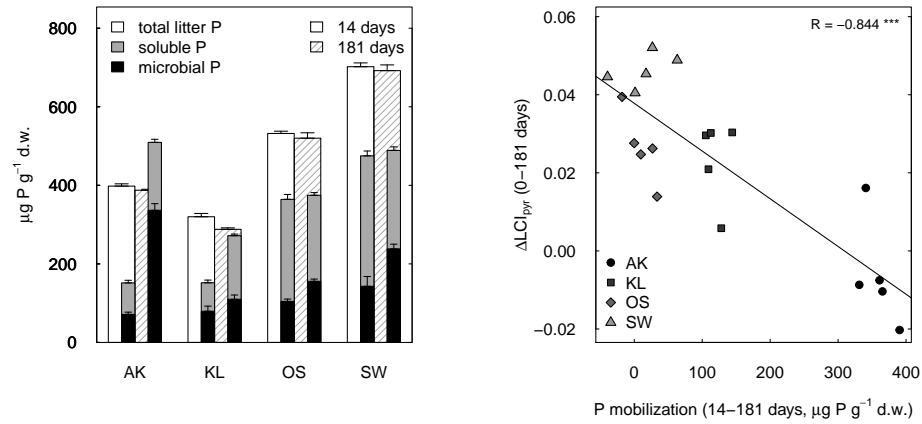 800
600
400
200
0
μg P g⁻¹ d.w.
total litter P
soluble P
microbial P
14 days
181 days
AK
KL
OS
SW
R = −0.844 ***
0.06
0.04
0.02
0.00
−0.02
ΔLCIpyr (0−181 days)
AK
KL
OS
SW
0
100
200
300
400
P mobilization (14−181 days, μg P g⁻¹ d.w.)